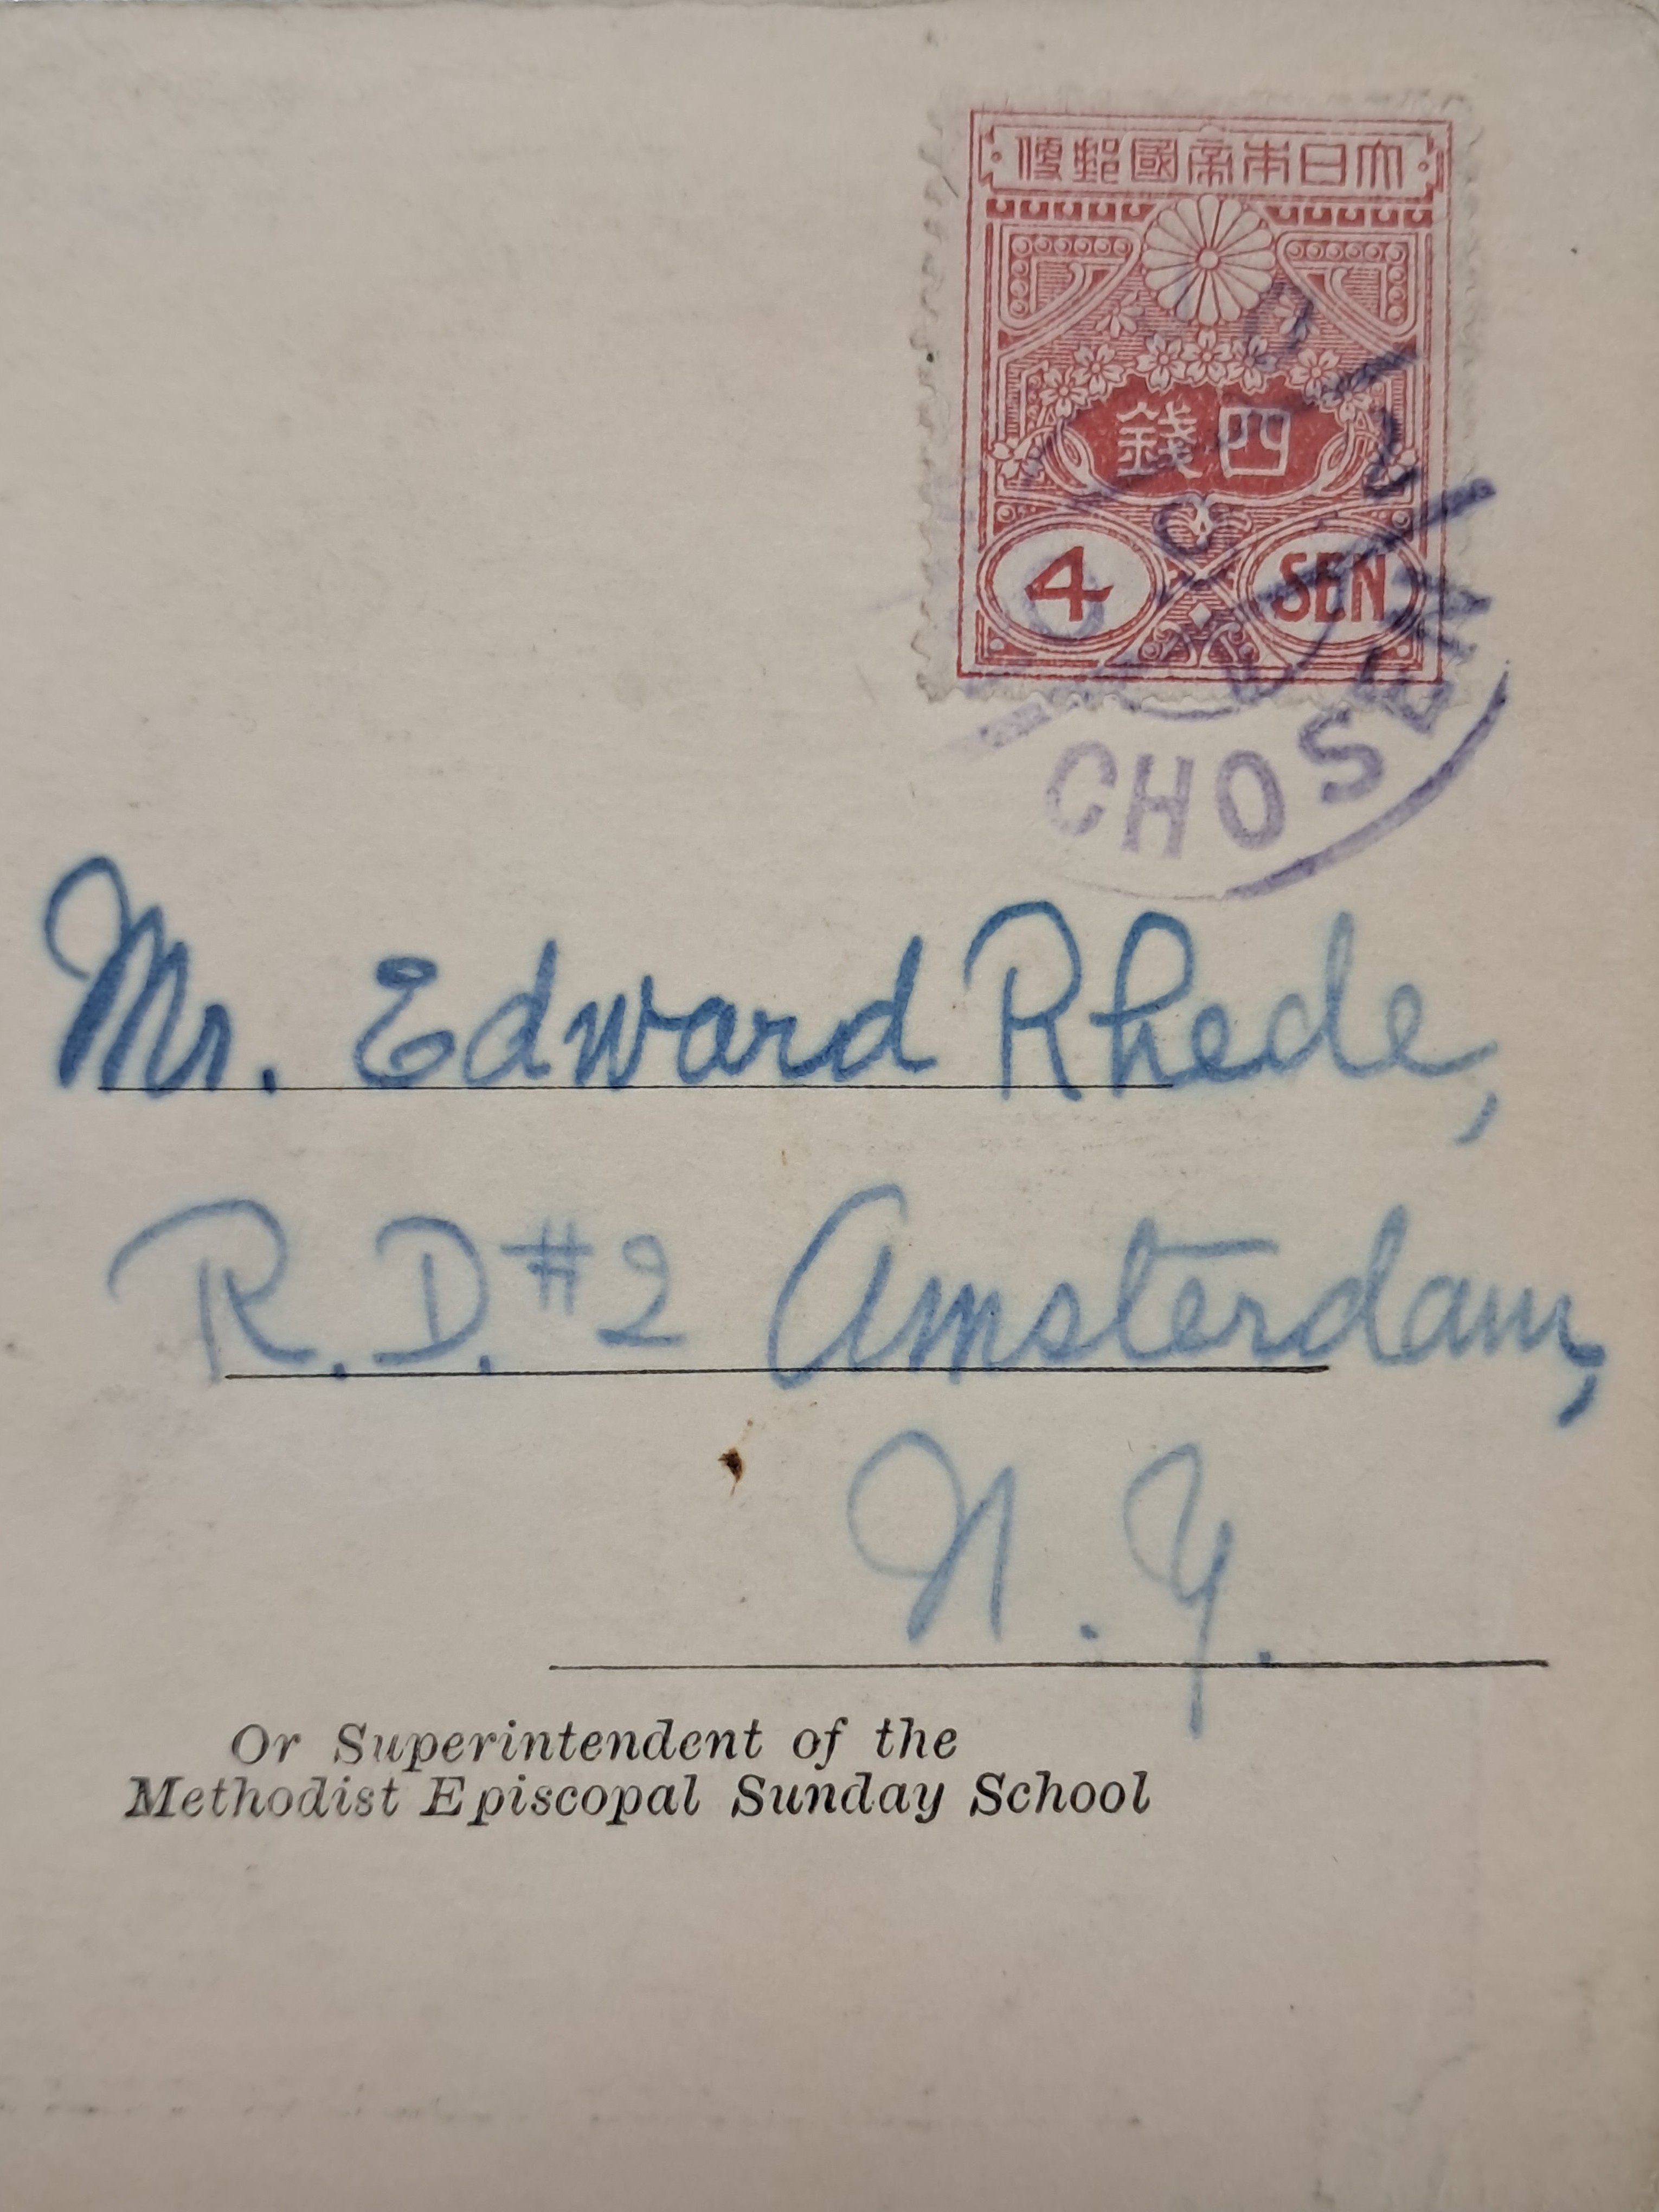 大日本帝國郵便
四錢
4 SEN
CHOSEN
Mr. Edward Rhede,
R.D. #2 Amsterdam,
N.Y.
Or Superintendent of the
Methodist Episcopal Sunday School